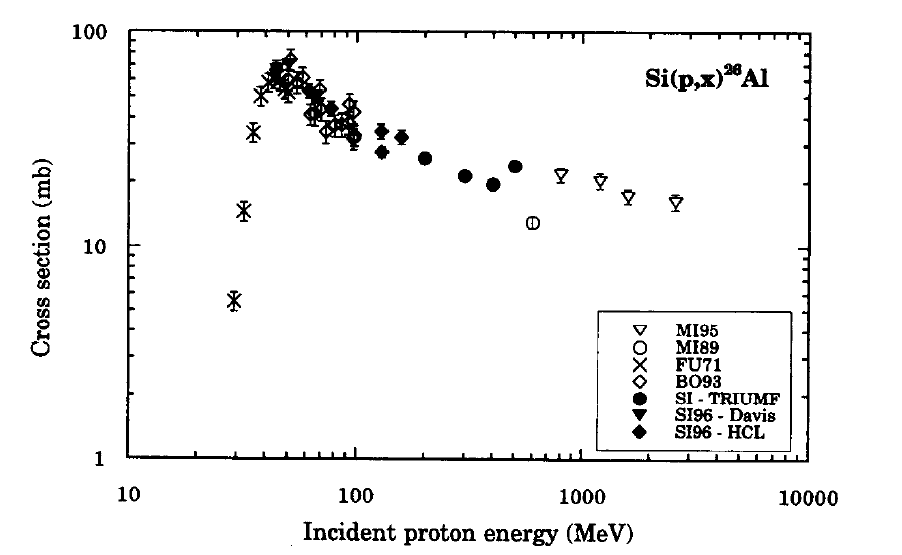 100
Si(p,x)²⁶Al
10
1
Cross section (mb)
MI95
MI89
FU71
BO93
SI - TRIUMF
SI96 - Davis
SI96 - HCL
10
100
1000
10000
Incident proton energy (MeV)